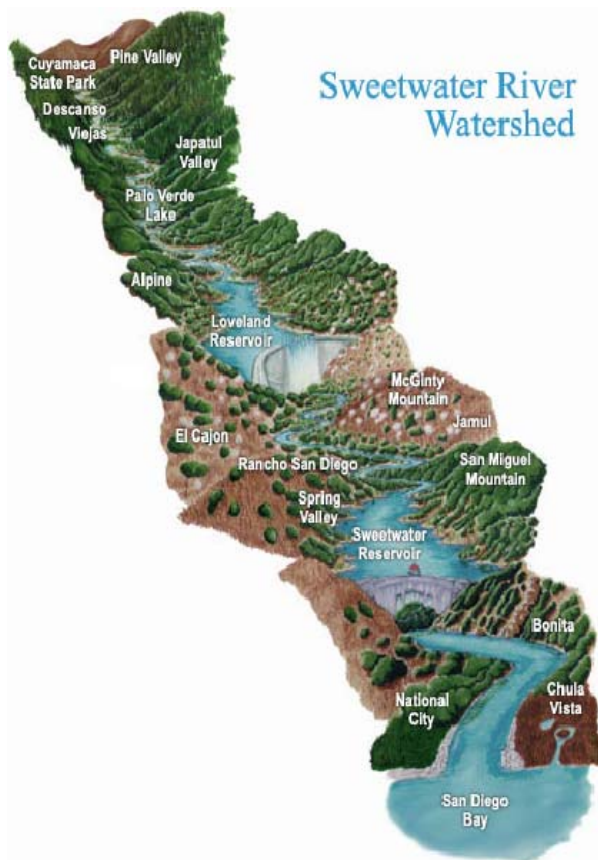 Sweetwater River
Watershed
Cuyamaca
State Park
Pine Valley
Descanso
Viejas
Japatul
Valley
Palo Verde
Lake
Alpine
Loveland
Reservoir
McGinty
Mountain
Jamul
El Cajon
Rancho San Diego
San Miguel
Mountain
Spring
Valley
Sweetwater
Reservoir
Bonita
National
City
Chula
Vista
San Diego
Bay